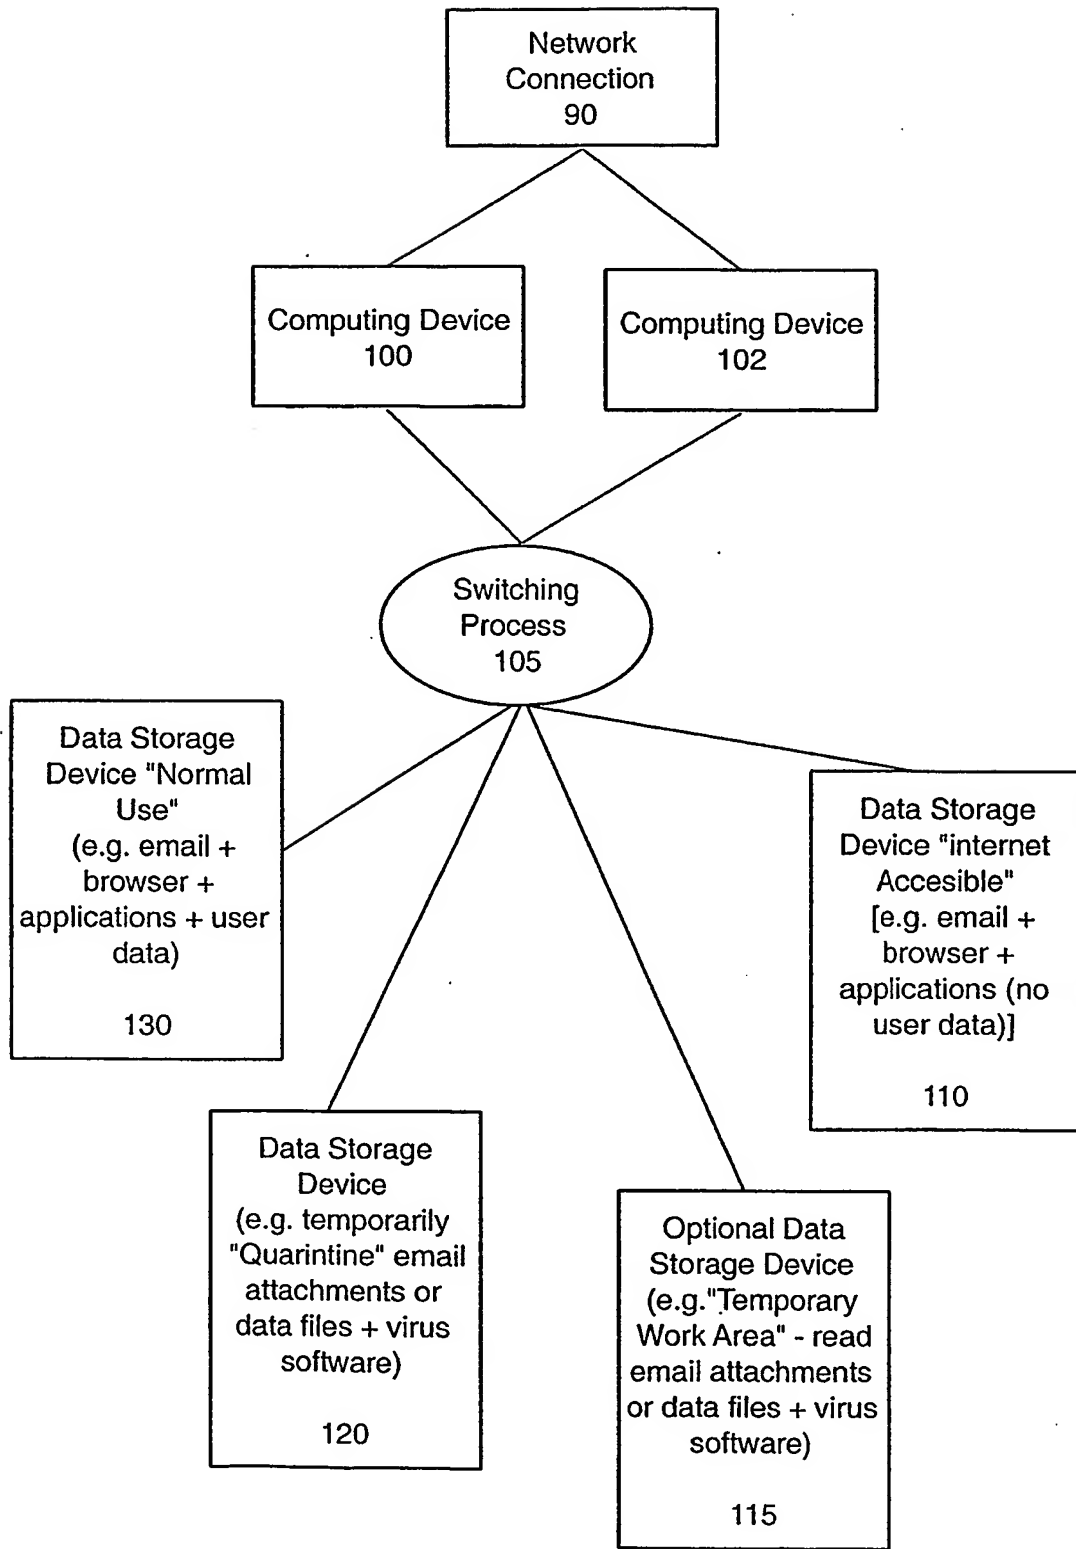 Network
Connection
90
Computing Device
100
Computing Device
102
Switching
Process
105
Data Storage
Device "Normal
Use"
(e.g. email +
browser +
applications + user
data)
130
Data Storage
Device "internet
Accesible"
[e.g. email +
browser +
applications (no
user data)]
110
Data Storage
Device
(e.g. temporarily
"Quarintine" email
attachments or
data files + virus
software)
120
Optional Data
Storage Device
(e.g."Temporary
Work Area" - read
email attachments
or data files + virus
software)
115